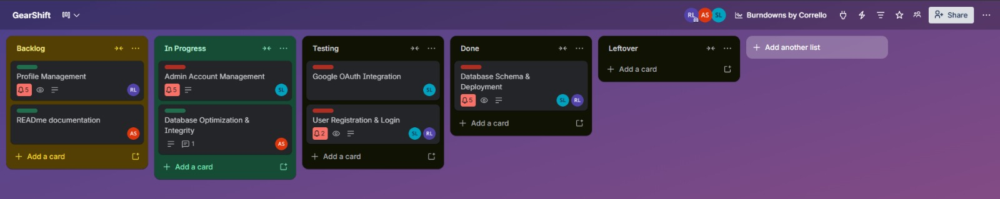 GearShift
RL AS SL Burndowns by Corrello Share
Backlog
Profile Management
5 RL
READme documentation
AS
Add a card
In Progress
Admin Account Management
5 SL
Database Optimization &
Integrity
1 AS
Add a card
Testing
Google OAuth Integration
SL
User Registration & Login
2 SL RL
Add a card
Done
Database Schema &
Deployment
5 SL RL
Add a card
Leftover
Add a card
Add another list